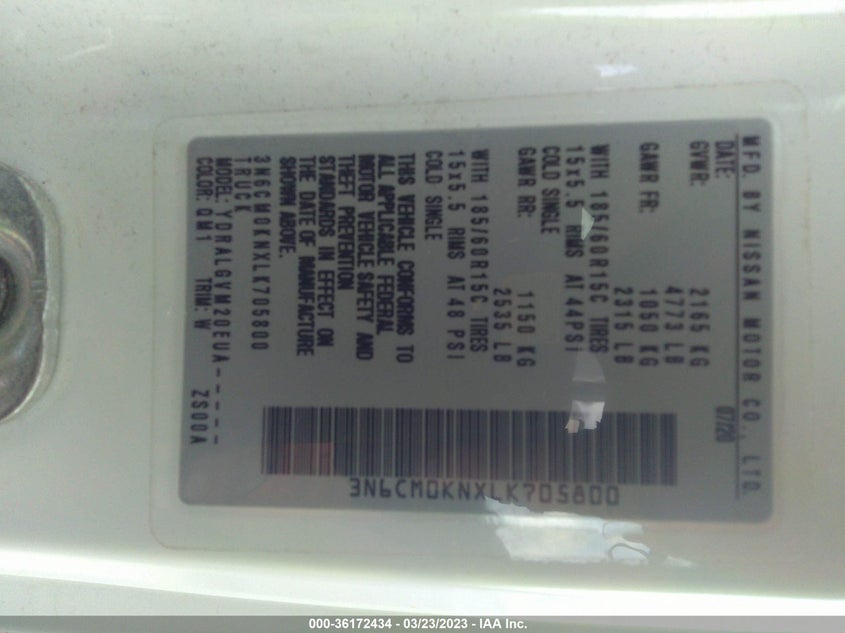 MFD. BY NISSAN MOTOR CO., LTD.
DATE: 07/20
GVWR: 2165 KG
4773 LB
GAWR FR: 1050 KG
2315 LB
WITH 185/60R15C TIRES
15x5.5 RIMS AT 44PSI
COLD SINGLE
GAWR RR: 1150 KG
2535 LB
WITH 185/60R15C TIRES
15x5.5 RIMS AT 48 PSI
COLD SINGLE
THIS VEHICLE CONFORMS TO
ALL APPLICABLE FEDERAL
MOTOR VEHICLE SAFETY AND
THEFT PREVENTION
STANDARDS IN EFFECT ON
THE DATE OF MANUFACTURE
SHOWN ABOVE.
3N6CM0KNXLK705800
TRUCK
MODEL: YDRALGVM20EUA-----
COLOR: QM1 TRIM: W ZS00A
3N6CM0KNXLK705800
000-36172434 - 03/23/2023 - IAA Inc.